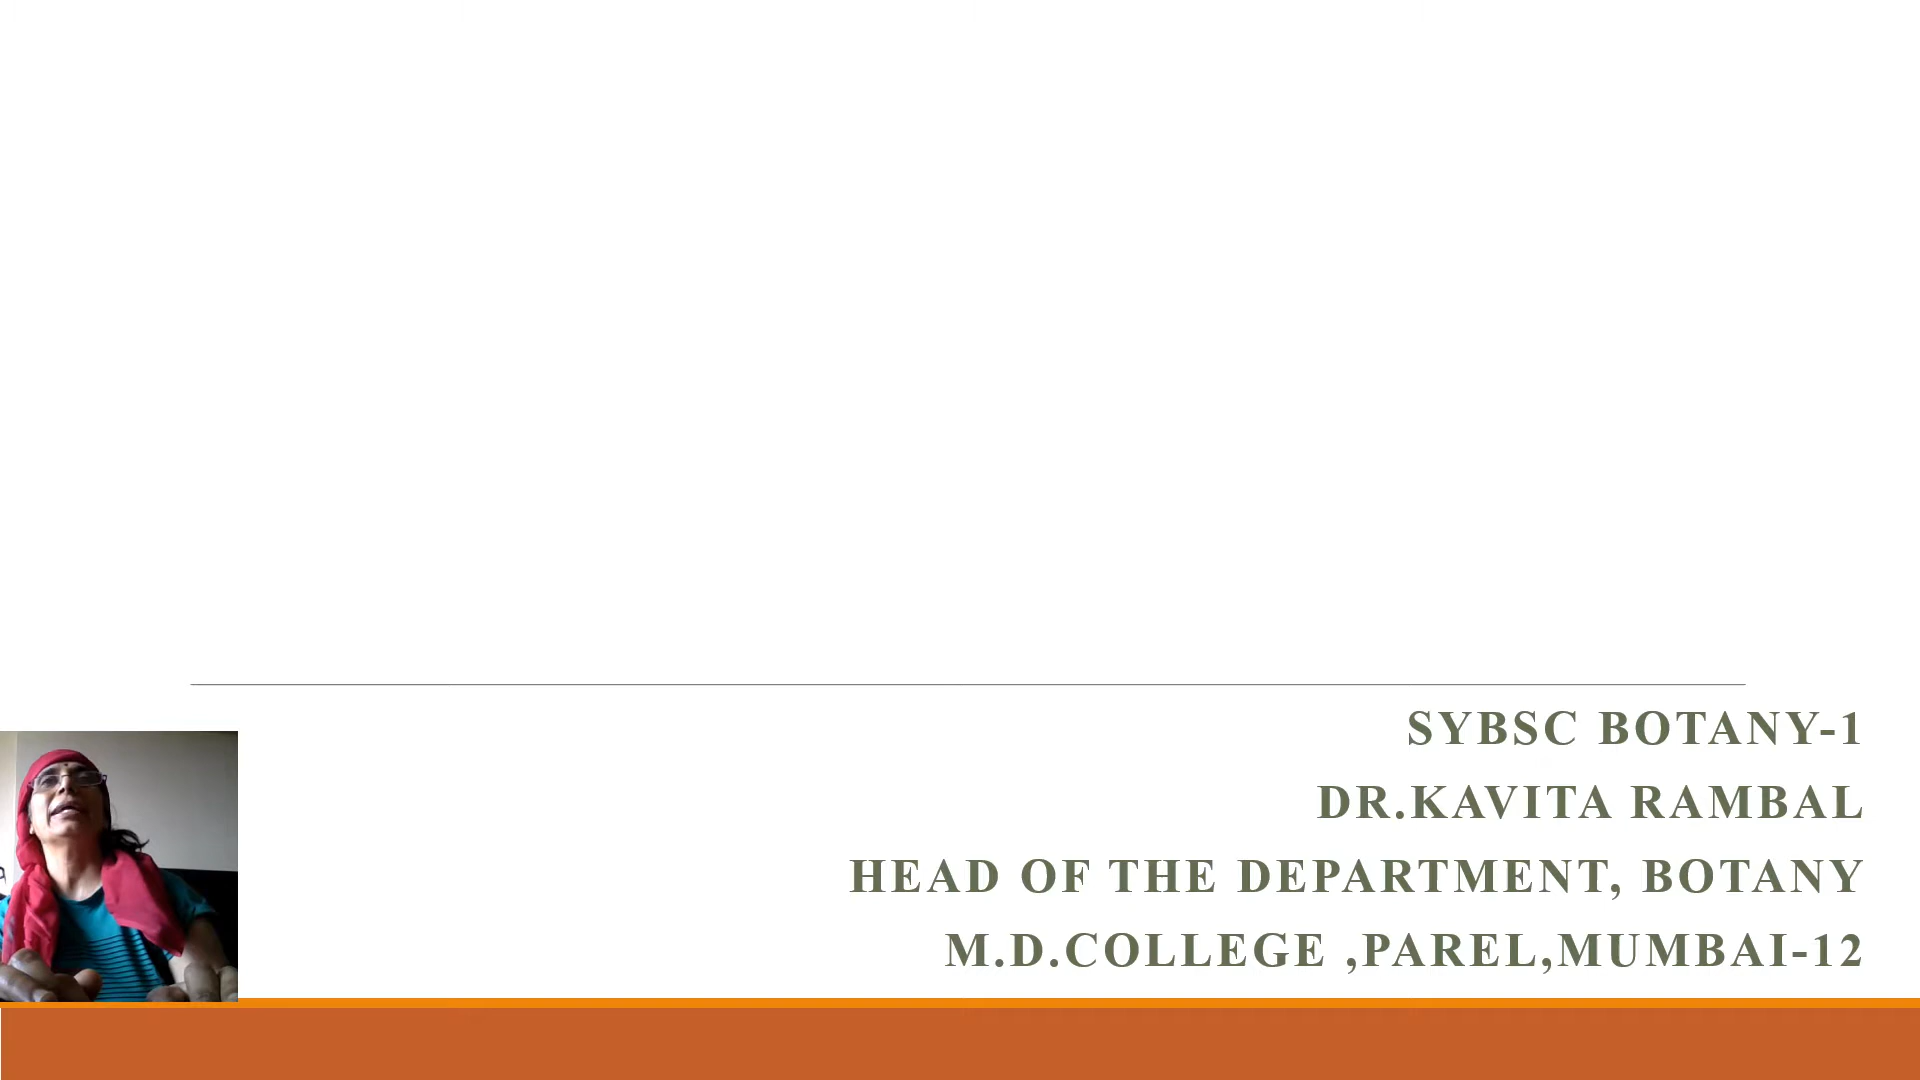 SYBSC BOTANY-1
DR.KAVITA RAMBAL
HEAD OF THE DEPARTMENT, BOTANY
M.D.COLLEGE ,PAREL,MUMBAI-12